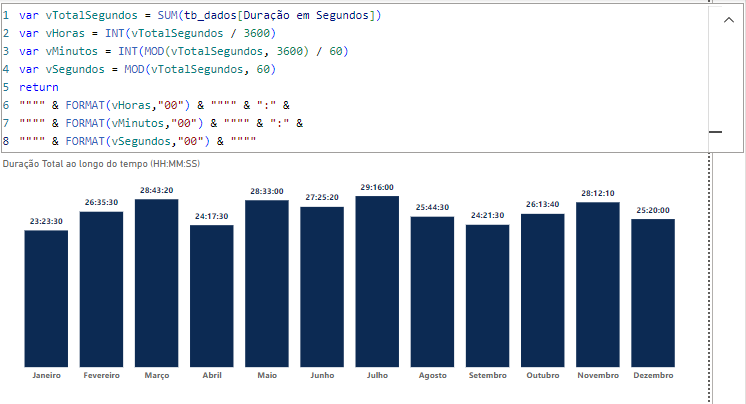 1 var vTotalSegundos = SUM(tb_dados[Duração em Segundos])
2 var vHoras = INT(vTotalSegundos / 3600)
3 var vMinutos = INT(MOD(vTotalSegundos, 3600) / 60)
4 var vSegundos = MOD(vTotalSegundos, 60)
5 return
6 """" & FORMAT(vHoras,"00") & """" & ":" &
7 """" & FORMAT(vMinutos,"00") & """" & ":" &
8 """" & FORMAT(vSegundos,"00") & """"
Duração Total ao longo do tempo (HH:MM:SS)
23:23:30 26:35:30 28:43:20 24:17:30 28:33:00 27:25:20 29:16:00 25:44:30 24:21:30 26:13:40 28:12:10 25:20:00
Janeiro Fevereiro Março Abril Maio Junho Julho Agosto Setembro Outubro Novembro Dezembro